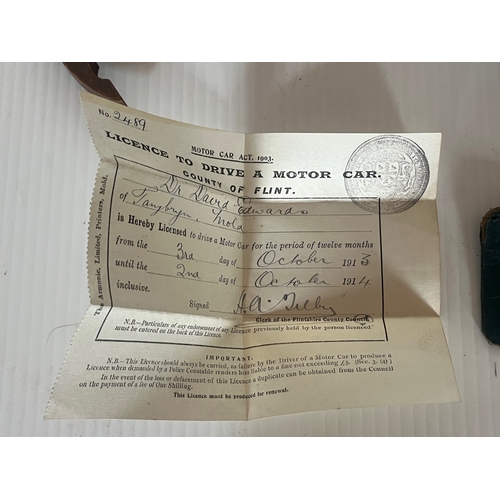 No. 2489
MOTOR CAR ACT, 1903.
LICENCE TO DRIVE A MOTOR CAR.
COUNTY OF FLINT.
Dr David Edwards
of Tanybryn, Mold
is Hereby Licensed to drive a Motor Car for the period of twelve months
from the 3rd day of October 1913
until the 2nd day of October 1914
inclusive.
Signed
Clerk of the Flintshire County Council.
N.B.—Particulars of any endorsement of any Licence previously held by the person licenced
must be entered on the back of this Licence.
IMPORTANT.
N.B.—This Licence should always be carried, as failure by the Driver of a Motor Car to produce a
Licence when demanded by a Police Constable renders him liable to a fine not exceeding £5. (Sec. 3. (4) )
In the event of the loss or defacement of this Licence a duplicate can be obtained from the Council
on the payment of a fee of One Shilling.
This Licence must be produced for renewal.
The Armonie, Limited, Printers, Mold.